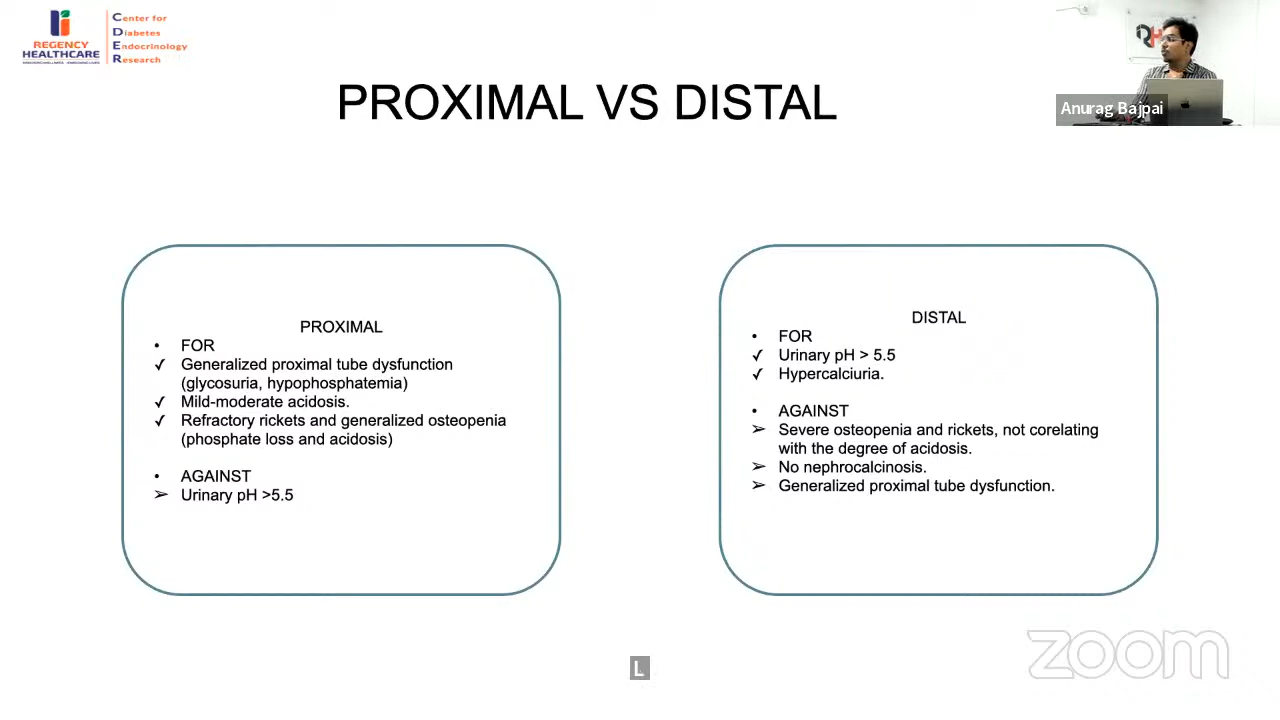 REGENCY
HEALTHCARE
Center for
Diabetes
Endocrinology
Research
PROXIMAL VS DISTAL
Anurag Bajpai
PROXIMAL
• FOR
✓ Generalized proximal tube dysfunction
(glycosuria, hypophosphatemia)
✓ Mild-moderate acidosis.
✓ Refractory rickets and generalized osteopenia
(phosphate loss and acidosis)
• AGAINST
➢ Urinary pH >5.5
DISTAL
• FOR
✓ Urinary pH > 5.5
✓ Hypercalciuria.
• AGAINST
➢ Severe osteopenia and rickets, not corelating
with the degree of acidosis.
➢ No nephrocalcinosis.
➢ Generalized proximal tube dysfunction.
L
zoom